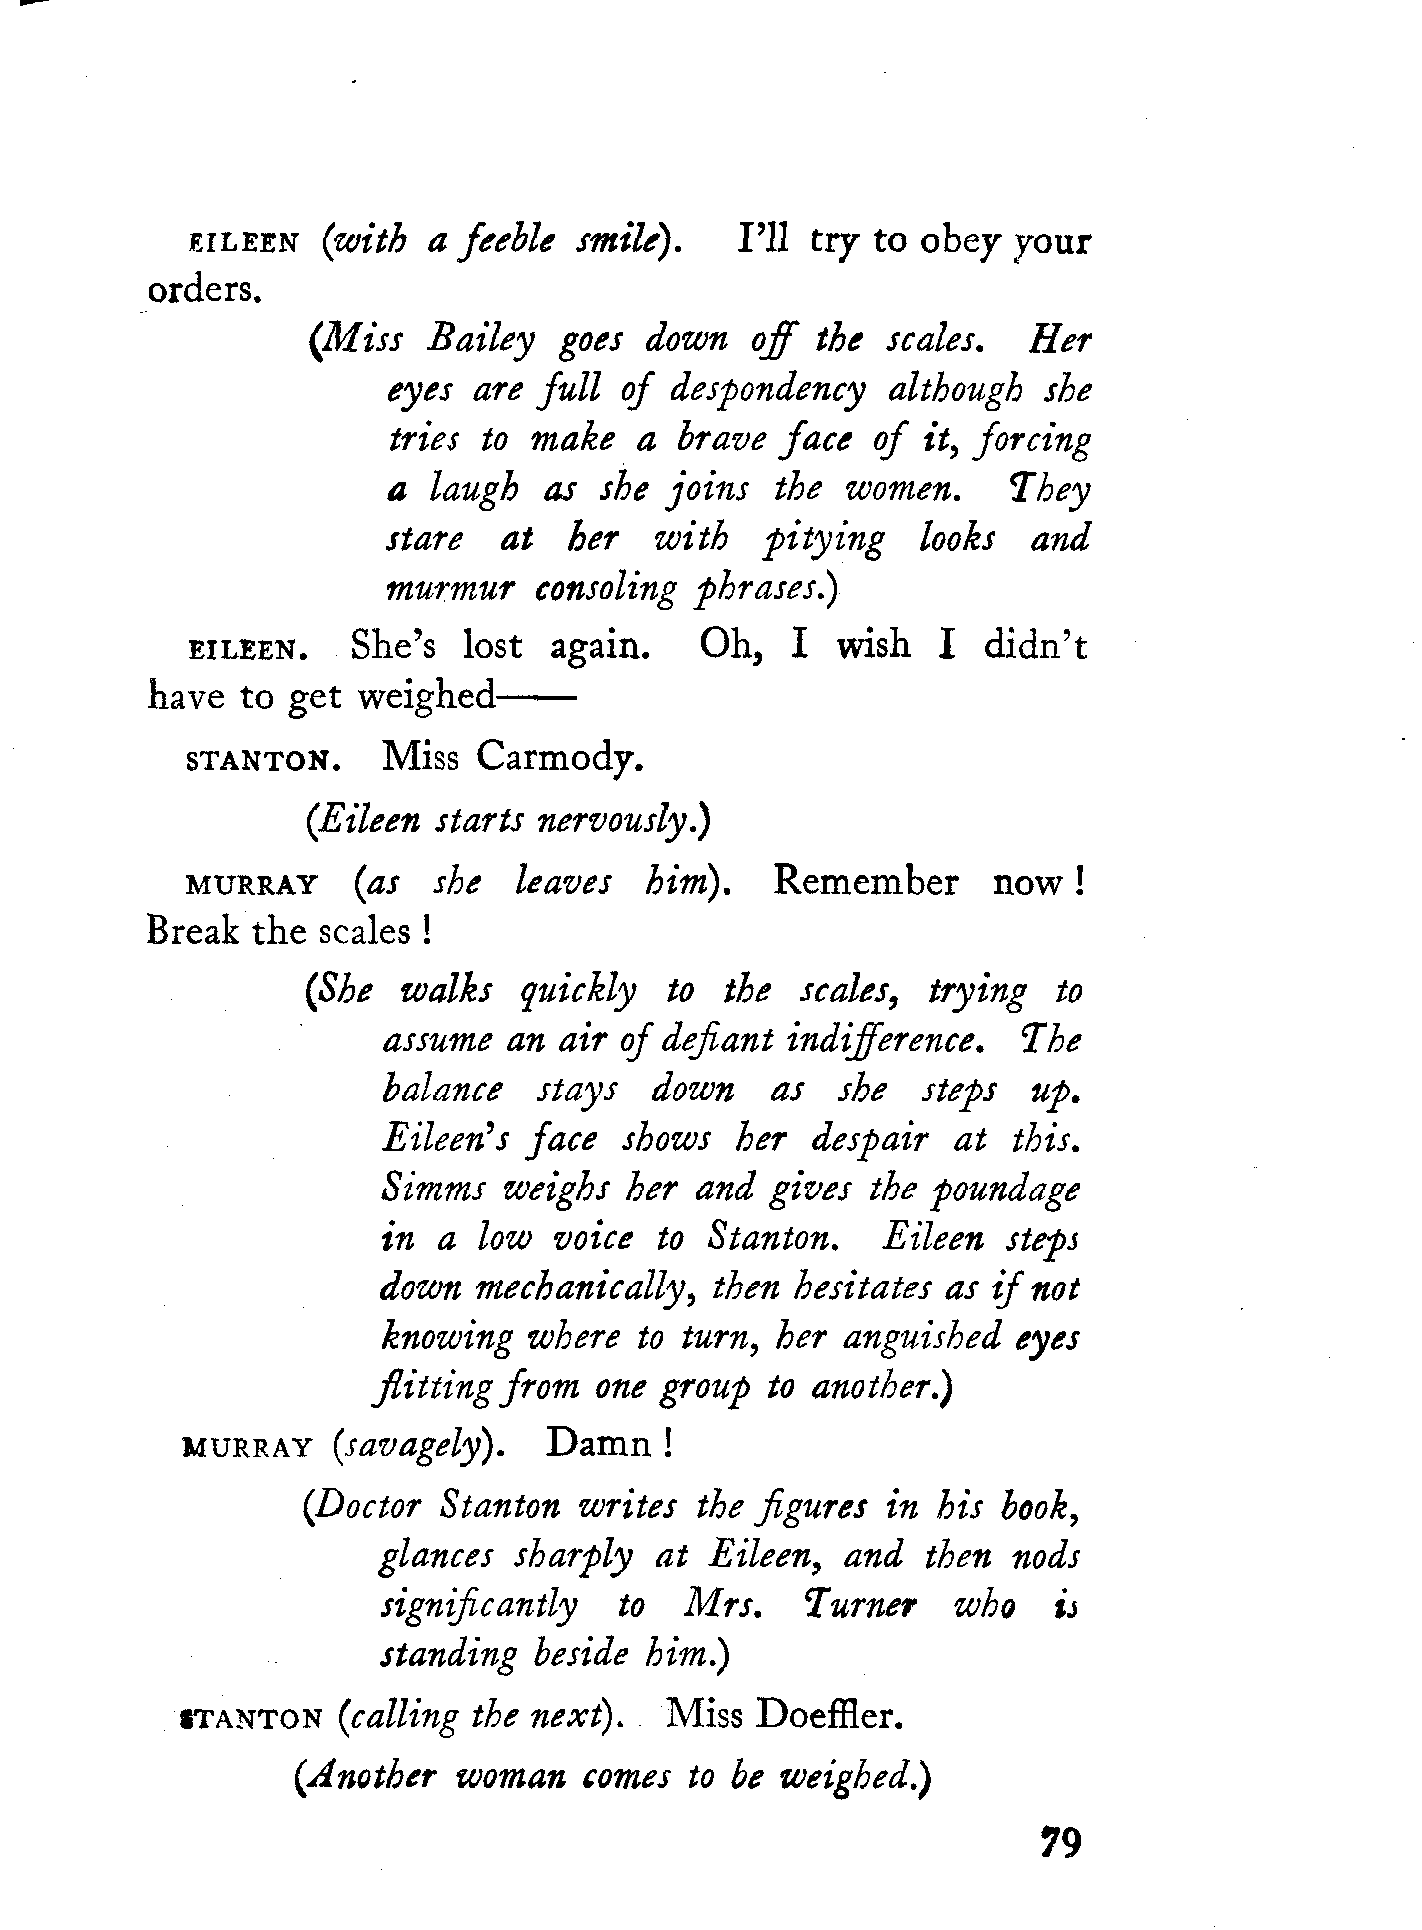 EILEEN (with a feeble smile). I'll try to obey your
orders.
(Miss Bailey goes down off the scales. Her
eyes are full of despondency although she
tries to make a brave face of it, forcing
a laugh as she joins the women. They
stare at her with pitying looks and
murmur consoling phrases.)
EILEEN. She's lost again. Oh, I wish I didn't
have to get weighed——
STANTON. Miss Carmody.
(Eileen starts nervously.)
MURRAY (as she leaves him). Remember now !
Break the scales !
(She walks quickly to the scales, trying to
assume an air of defiant indifference. The
balance stays down as she steps up.
Eileen's face shows her despair at this.
Simms weighs her and gives the poundage
in a low voice to Stanton. Eileen steps
down mechanically, then hesitates as if not
knowing where to turn, her anguished eyes
flitting from one group to another.)
MURRAY (savagely). Damn !
(Doctor Stanton writes the figures in his book,
glances sharply at Eileen, and then nods
significantly to Mrs. Turner who is
standing beside him.)
STANTON (calling the next). Miss Doeffler.
(Another woman comes to be weighed.)
79